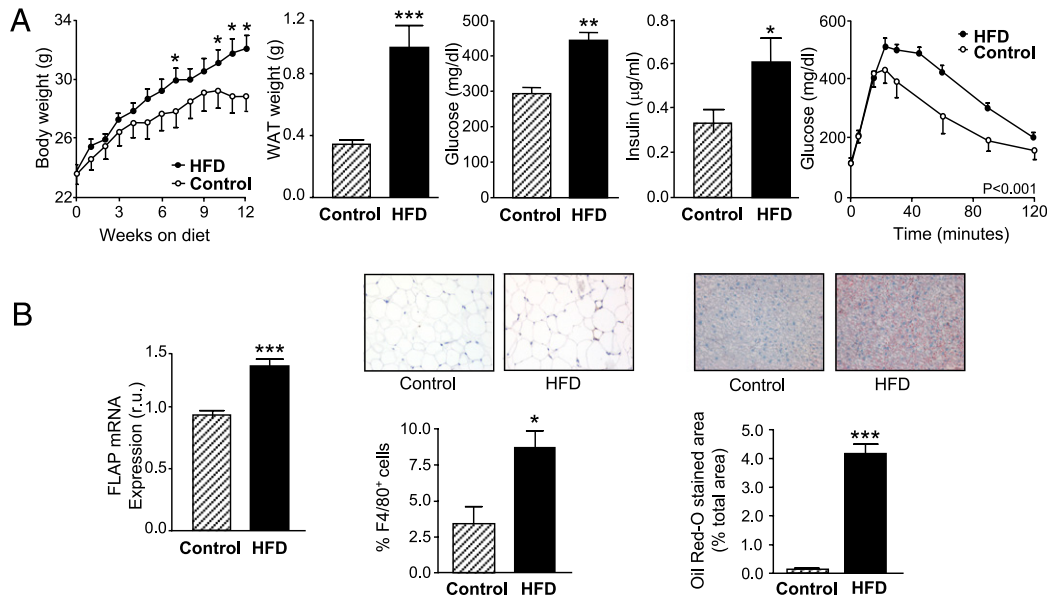 A
Body weight (g)
32
30
28
26
22
0
3
6
9
10
12
Weeks on diet
HFD
Control
*
* * *
WAT weight (g)
1.2
0.8
0.4
0.0
Control HFD
***
Glucose (mg/dl)
500
400
300
200
100
0
Control HFD
**
Insulin (µg/ml)
0.8
0.6
0.4
0.2
0.0
Control HFD
*
Glucose (mg/dl)
600
400
200
0
0
40
80
120
Time (minutes)
HFD
Control
P<0.001
B
FLAP mRNA
Expression (r.u.)
1.5
1.0
0.5
0.0
Control HFD
***
Control HFD
% F4/80+ cells
10.0
7.5
5.0
2.5
0.0
Control HFD
*
Control HFD
Oil Red-O stained area
(% total area)
5.0
4.0
3.0
2.0
1.0
0.0
Control HFD
***